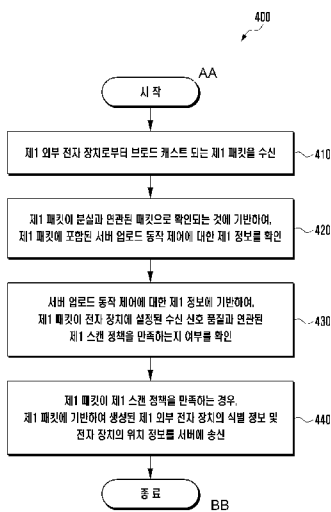 400
AA
시 작
제1 외부 전자 장치로부터 브로드 캐스트 되는 제1 패킷을 수신
410
제1 패킷이 분실과 연관된 패킷으로 확인되는 것에 기반하여,
제1 패킷에 포함된 서버 업로드 동작 제어에 대한 제1 정보를 확인
420
서버 업로드 동작 제어에 대한 제1 정보에 기반하여,
제1 패킷이 전자 장치에 설정된 수신 신호 품질과 연관된
제1 스캔 정책을 만족하는지 여부를 확인
430
제1 패킷이 제1 스캔 정책을 만족하는 경우,
제1 패킷에 기반하여 생성된 제1 외부 전자 장치의 식별 정보 및
전자 장치의 위치 정보를 서버에 송신
440
종 료
BB